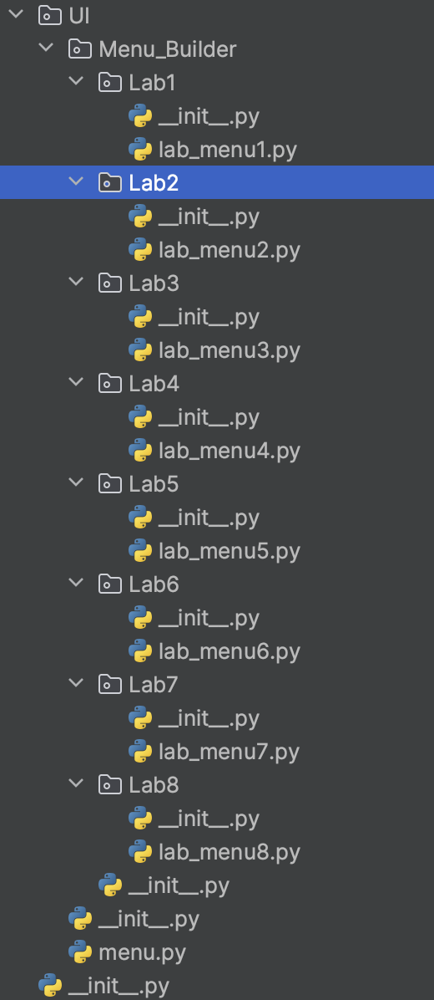 UI
Menu_Builder
Lab1
__init__.py
lab_menu1.py
Lab2
__init__.py
lab_menu2.py
Lab3
__init__.py
lab_menu3.py
Lab4
__init__.py
lab_menu4.py
Lab5
__init__.py
lab_menu5.py
Lab6
__init__.py
lab_menu6.py
Lab7
__init__.py
lab_menu7.py
Lab8
__init__.py
lab_menu8.py
__init__.py
__init__.py
menu.py
__init__.py